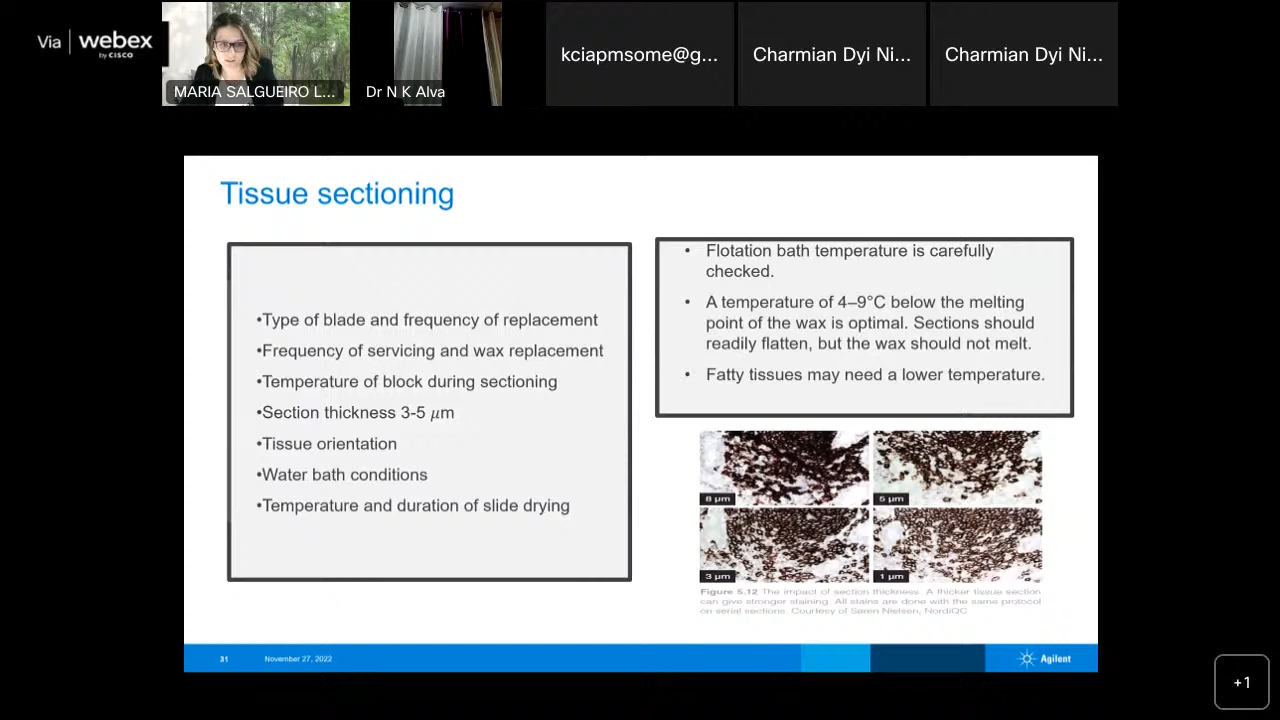 Via webex
by CISCO
MARIA SALGUEIRO L...
Dr N K Alva
kciapmsome@g...
Charmian Dyi Ni...
Charmian Dyi Ni...
Tissue sectioning
•Type of blade and frequency of replacement
•Frequency of servicing and wax replacement
•Temperature of block during sectioning
•Section thickness 3-5 µm
•Tissue orientation
•Water bath conditions
•Temperature and duration of slide drying
• Flotation bath temperature is carefully
checked.
• A temperature of 4–9°C below the melting
point of the wax is optimal. Sections should
readily flatten, but the wax should not melt.
• Fatty tissues may need a lower temperature.
8 µm
5 µm
3 µm
1 µm
Figure 5.12 The impact of section thickness. A thicker tissue section
can give stronger staining. All stains are done with the same protocol
on serial sections. Courtesy of Søren Nielsen, NordiQC
31
November 27, 2022
Agilent
+1